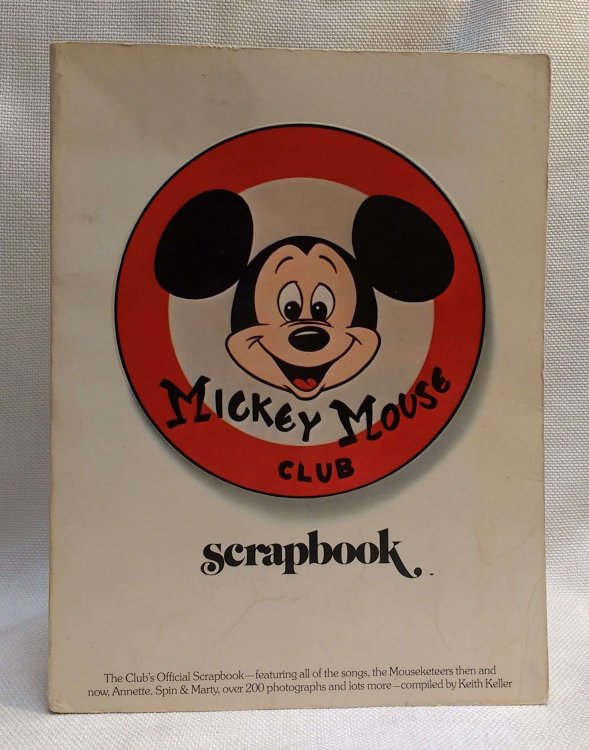 MICKEY MOUSE
CLUB
scrapbook.
The Club's Official Scrapbook—featuring all of the songs, the Mouseketeers then and
now, Annette, Spin & Marty, over 200 photographs and lots more—compiled by Keith Keller